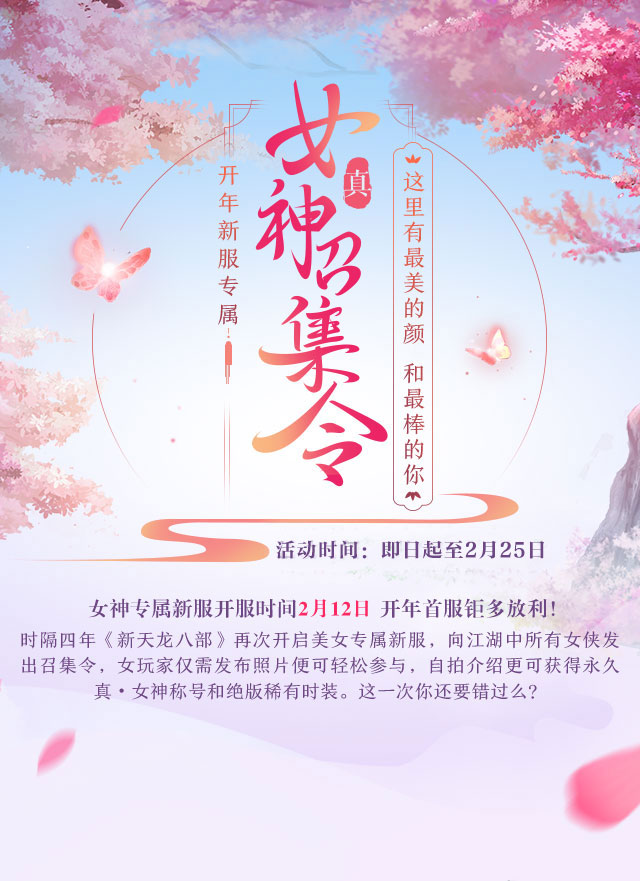 女神召集令
真
开年新服专属
这里有最美的颜 和最棒的你
活动时间：即日起至2月25日
女神专属新服开服时间2月12日 开年首服钜多放利！
时隔四年《新天龙八部》再次开启美女专属新服，向江湖中所有女侠发
出召集令，女玩家仅需发布照片便可轻松参与，自拍介绍更可获得永久
真·女神称号和绝版稀有时装。这一次你还要错过么？